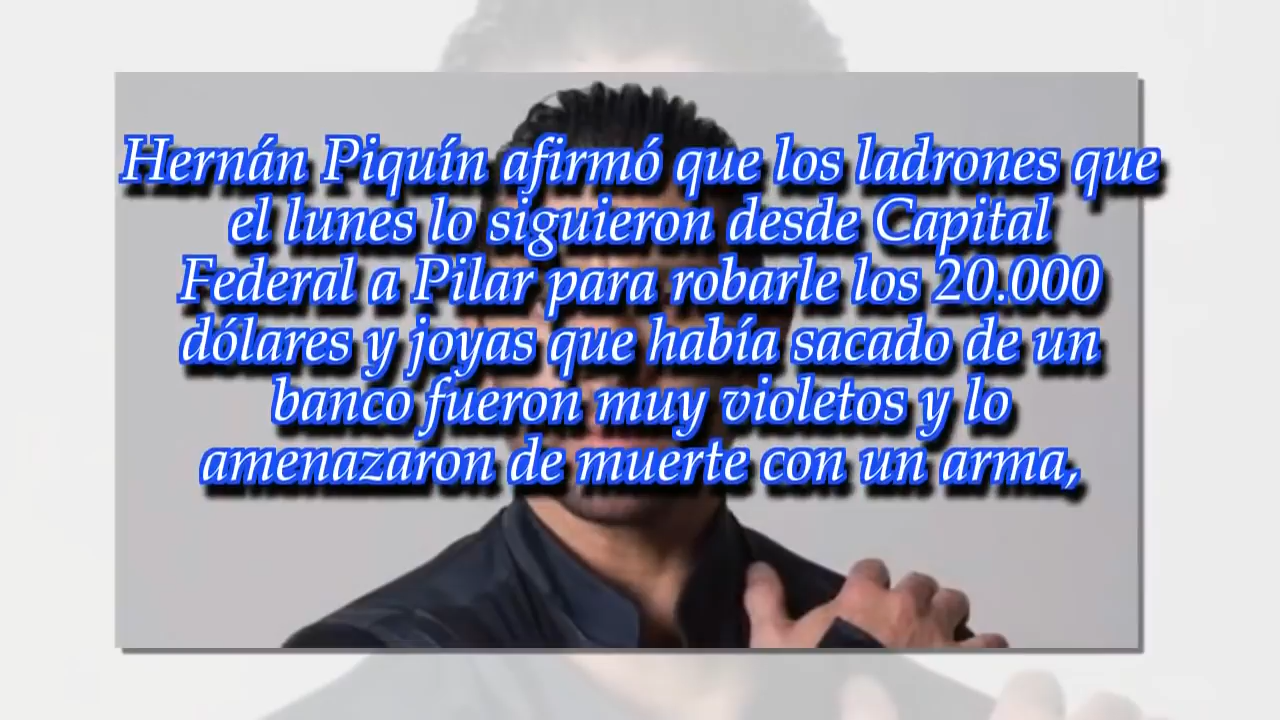 Hernán Piquín afirmó que los ladrones que
el lunes lo siguieron desde Capital
Federal a Pilar para robarle los 20.000
dólares y joyas que había sacado de un
banco fueron muy violetos y lo
amenazaron de muerte con un arma,